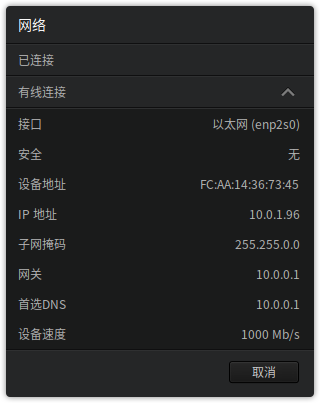 网络
已连接
有线连接
接口 以太网 (enp2s0)
安全 无
设备地址 FC:AA:14:36:73:45
IP 地址 10.0.1.96
子网掩码 255.255.0.0
网关 10.0.0.1
首选DNS 10.0.0.1
设备速度 1000 Mb/s
取消